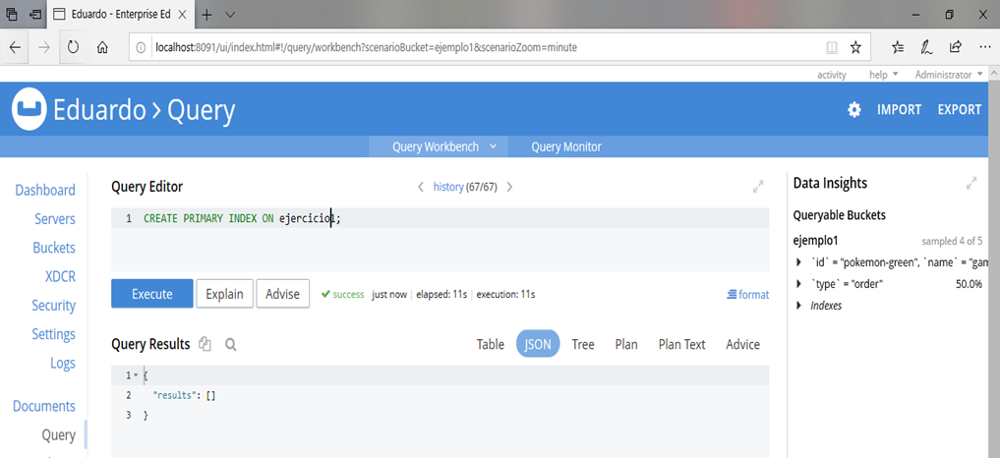 Eduardo - Enterprise Ed
localhost:8091/ui/index.html#!/query/workbench?scenarioBucket=ejemplo1&scenarioZoom=minute
activity help Administrator
Eduardo > Query
IMPORT EXPORT
Query Workbench Query Monitor
Dashboard
Servers
Buckets
XDCR
Security
Settings
Logs
Documents
Query
Query Editor
history (67/67)
1 CREATE PRIMARY INDEX ON ejercicio1;
Execute Explain Advise success just now elapsed: 11s execution: 11s format
Query Results
Table JSON Tree Plan Plan Text Advice
1 {
2 "results": []
3 }
Data Insights
Queryable Buckets
ejemplo1 sampled 4 of 5
`id` = "pokemon-green", `name` = "gam
`type` = "order" 50.0%
Indexes